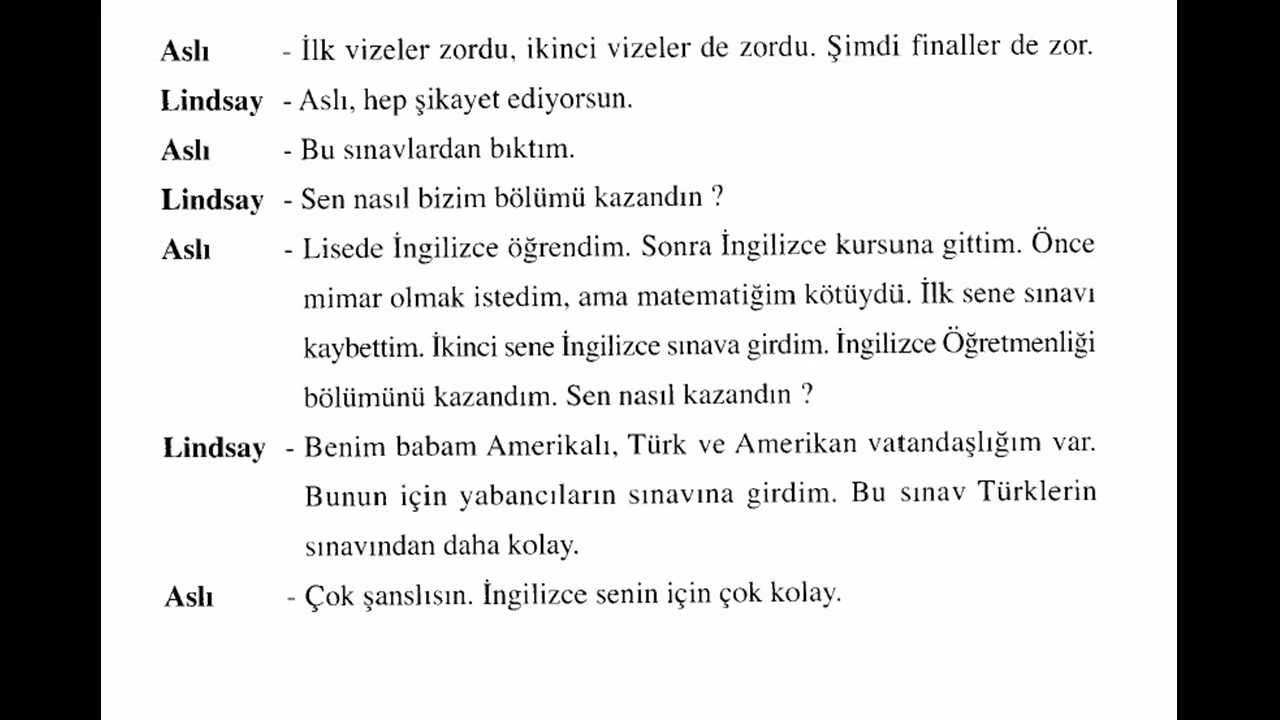 Aslı - İlk vizeler zordu, ikinci vizeler de zordu. Şimdi finaller de zor.
Lindsay - Aslı, hep şikayet ediyorsun.
Aslı - Bu sınavlardan bıktım.
Lindsay - Sen nasıl bizim bölümü kazandın ?
Aslı - Lisede İngilizce öğrendim. Sonra İngilizce kursuna gittim. Önce
mimar olmak istedim, ama matematiğim kötüydü. İlk sene sınavı
kaybettim. İkinci sene İngilizce sınava girdim. İngilizce Öğretmenliği
bölümünü kazandım. Sen nasıl kazandın ?
Lindsay - Benim babam Amerikalı, Türk ve Amerikan vatandaşlığım var.
Bunun için yabancıların sınavına girdim. Bu sınav Türklerin
sınavından daha kolay.
Aslı - Çok şanslısın. İngilizce senin için çok kolay.